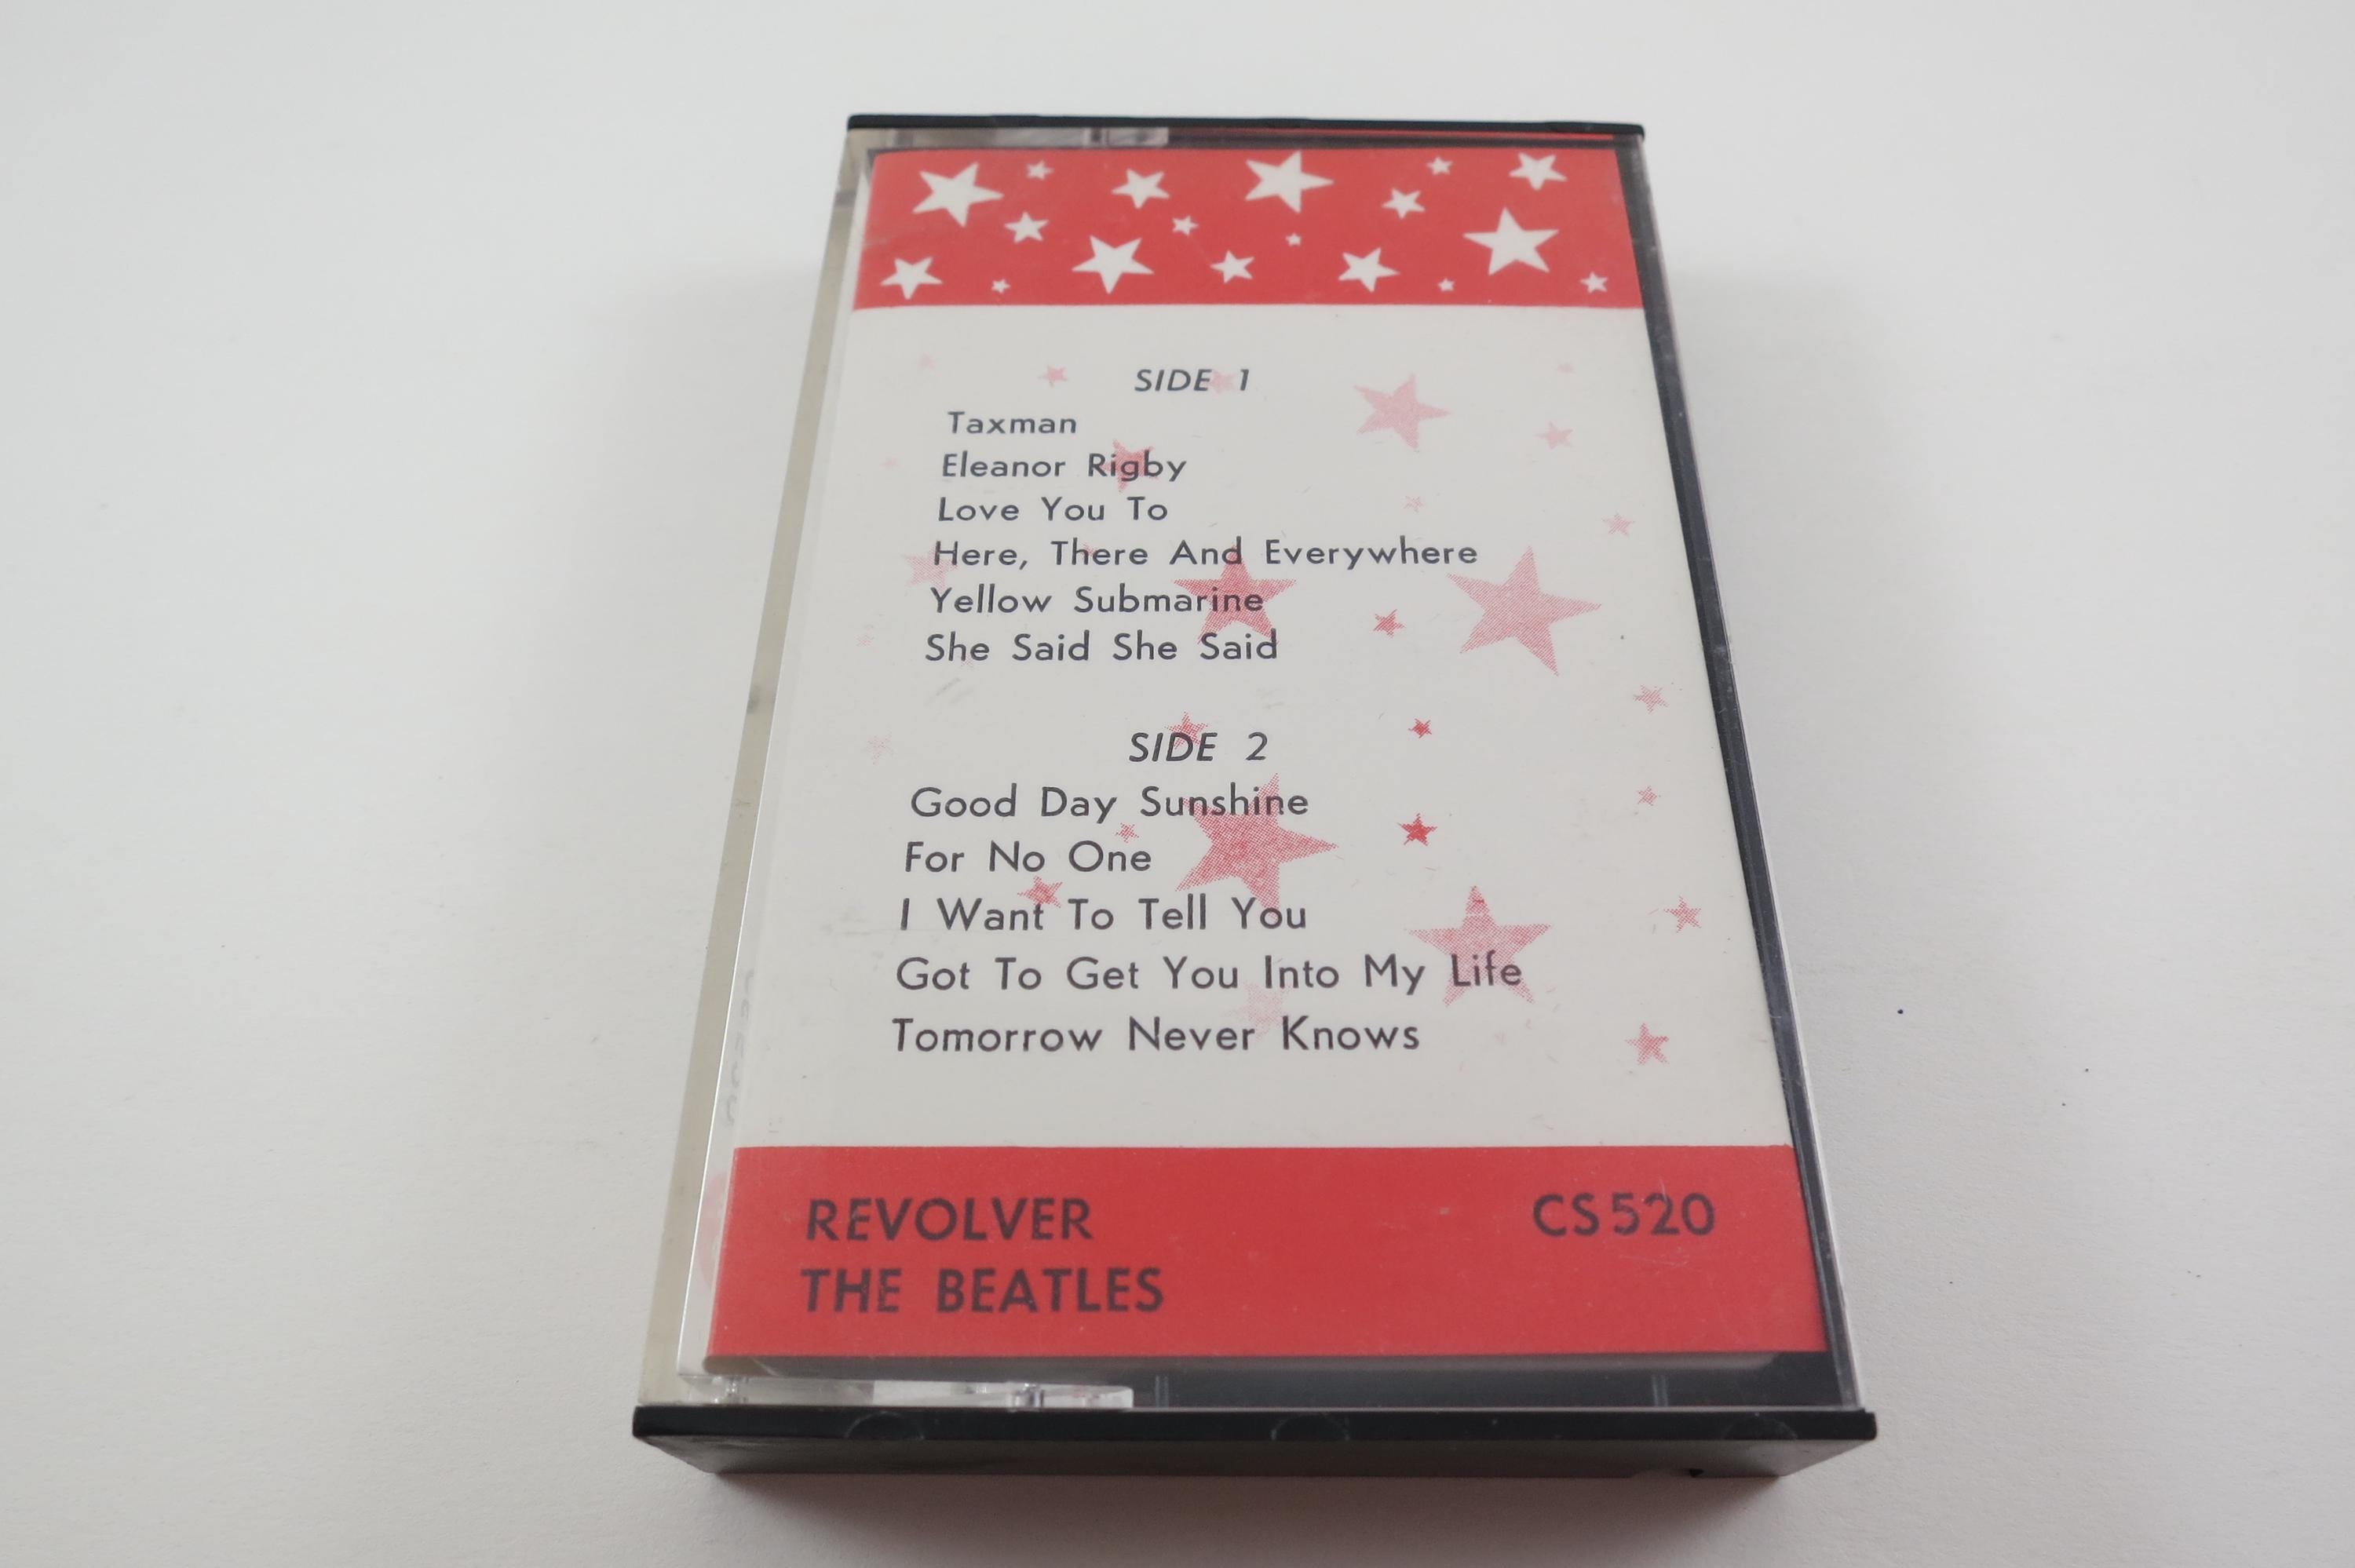 SIDE 1
Taxman
Eleanor Rigby
Love You To
Here, There And Everywhere
Yellow Submarine
She Said She Said
SIDE 2
Good Day Sunshine
For No One
I Want To Tell You
Got To Get You Into My Life
Tomorrow Never Knows
REVOLVER CS520
THE BEATLES